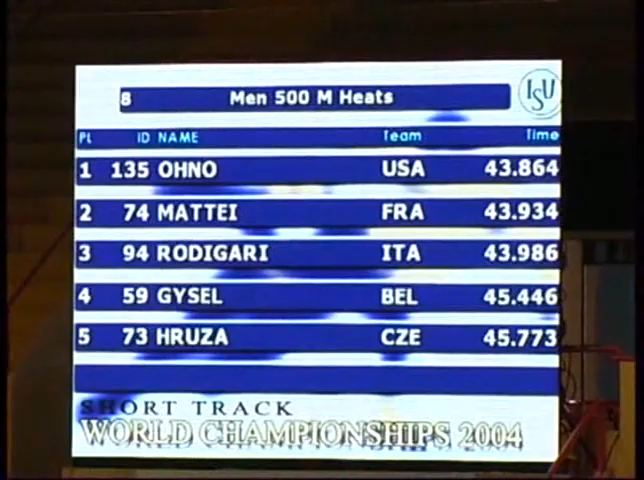 8 Men 500 M Heats
ISU
PL ID NAME Team Time
1 135 OHNO USA 43.864
2 74 MATTEI FRA 43.934
3 94 RODIGARI ITA 43.986
4 59 GYSEL BEL 45.446
5 73 HRUZA CZE 45.773
SHORT TRACK
WORLD CHAMPIONSHIPS 2004